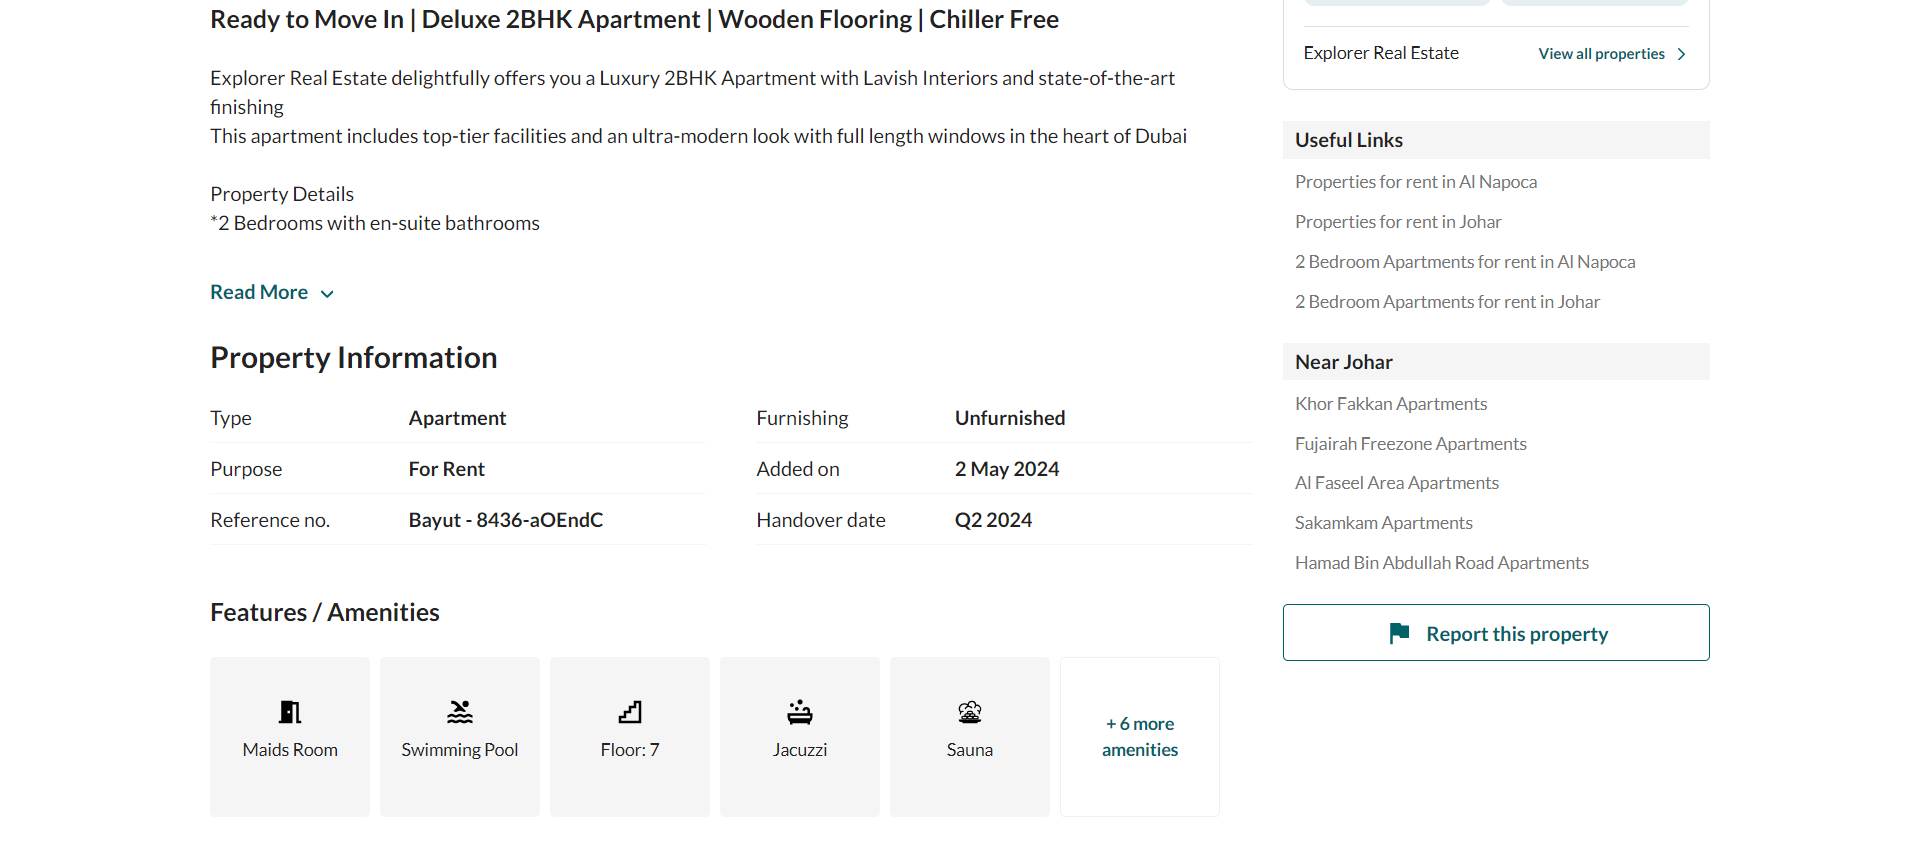 Ready to Move In | Deluxe 2BHK Apartment | Wooden Flooring | Chiller Free
Explorer Real Estate delightfully offers you a Luxury 2BHK Apartment with Lavish Interiors and state-of-the-art
finishing
This apartment includes top-tier facilities and an ultra-modern look with full length windows in the heart of Dubai
Property Details
*2 Bedrooms with en-suite bathrooms
Read More
Property Information
Type Apartment
Furnishing Unfurnished
Purpose For Rent
Added on 2 May 2024
Reference no. Bayut - 8436-aOEndC
Handover date Q2 2024
Features / Amenities
Maids Room
Swimming Pool
Floor: 7
Jacuzzi
Sauna
+ 6 more
amenities
Explorer Real Estate View all properties
Useful Links
Properties for rent in Al Napoca
Properties for rent in Johar
2 Bedroom Apartments for rent in Al Napoca
2 Bedroom Apartments for rent in Johar
Near Johar
Khor Fakkan Apartments
Fujairah Freezone Apartments
Al Faseel Area Apartments
Sakamkam Apartments
Hamad Bin Abdullah Road Apartments
Report this property